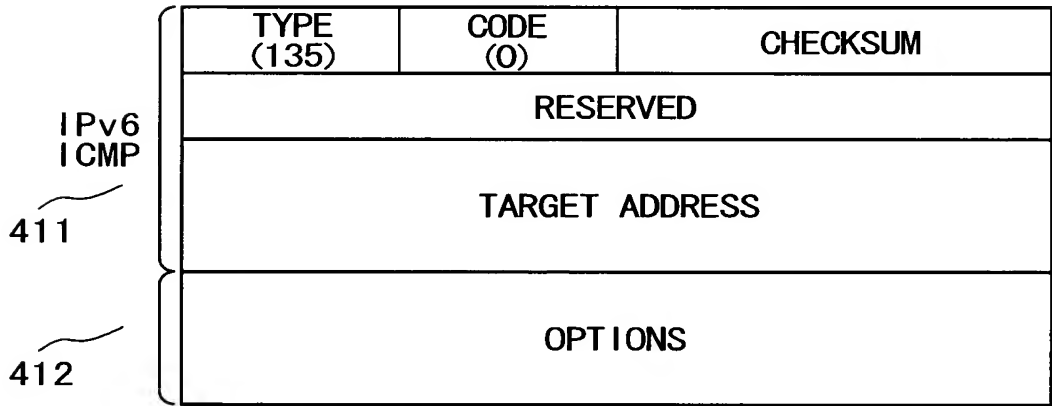 TYPE
(135)
CODE
(0)
CHECKSUM
RESERVED
IPv6
ICMP
TARGET ADDRESS
411
OPTIONS
412